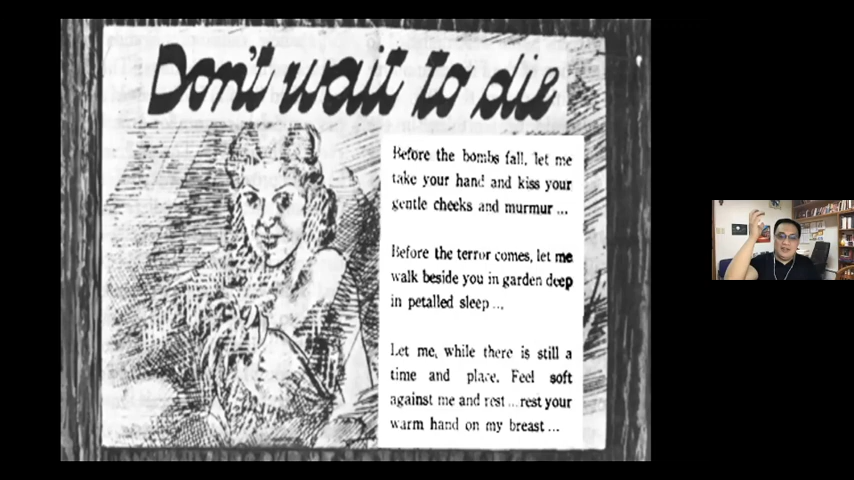 Don't wait to die
Before the bombs fall, let me
take your hand and kiss your
gentle cheeks and murmur ...
Before the terror comes, let me
walk beside you in garden deep
in petalled sleep ...
Let me, while there is still a
time and place. Feel soft
against me and rest ... rest your
warm hand on my breast ...